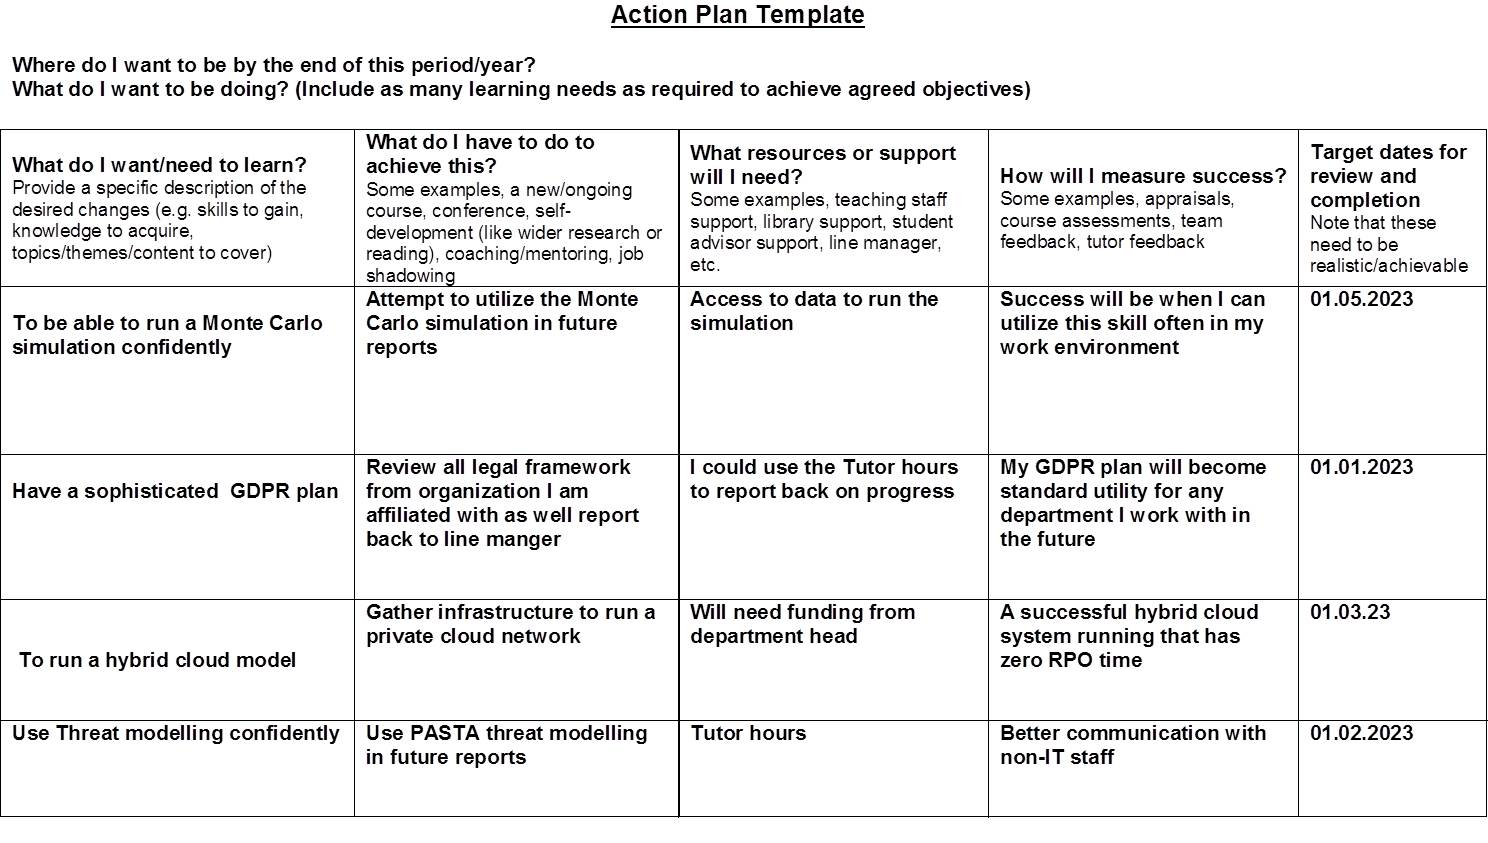 Action Plan Template
Where do I want to be by the end of this period/year?
What do I want to be doing? (Include as many learning needs as required to achieve agreed objectives)
What do I want/need to learn?
Provide a specific description of the
desired changes (e.g. skills to gain,
knowledge to acquire,
topics/themes/content to cover)
What do I have to do to
achieve this?
Some examples, a new/ongoing
course, conference, self-
development (like wider research or
reading), coaching/mentoring, job
shadowing
What resources or support
will I need?
Some examples, teaching staff
support, library support, student
advisor support, line manager,
etc.
How will I measure success?
Some examples, appraisals,
course assessments, team
feedback, tutor feedback
Target dates for
review and
completion
Note that these
need to be
realistic/achievable
To be able to run a Monte Carlo
simulation confidently
Attempt to utilize the Monte
Carlo simulation in future
reports
Access to data to run the
simulation
Success will be when I can
utilize this skill often in my
work environment
01.05.2023
Have a sophisticated  GDPR plan
Review all legal framework
from organization I am
affiliated with as well report
back to line manger
I could use the Tutor hours
to report back on progress
My GDPR plan will become
standard utility for any
department I work with in
the future
01.01.2023
To run a hybrid cloud model
Gather infrastructure to run a
private cloud network
Will need funding from
department head
A successful hybrid cloud
system running that has
zero RPO time
01.03.23
Use Threat modelling confidently
Use PASTA threat modelling
in future reports
Tutor hours
Better communication with
non-IT staff
01.02.2023